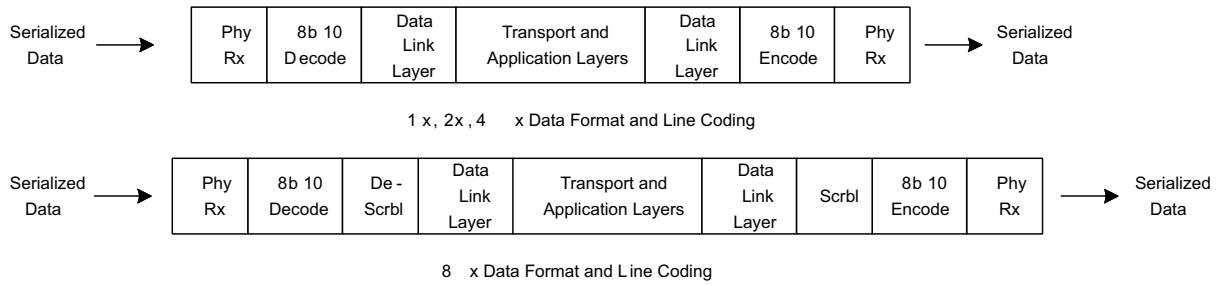 Serialized Data
Phy Rx
8b 10 Decode
Data Link Layer
Transport and Application Layers
Data Link Layer
8b 10 Encode
Phy Rx
Serialized Data
1 x, 2x, 4 x Data Format and Line Coding
Serialized Data
Phy Rx
8b 10 Decode
De - Scrbl
Data Link Layer
Transport and Application Layers
Data Link Layer
Scrbl
8b 10 Encode
Phy Rx
Serialized Data
8 x Data Format and Line Coding